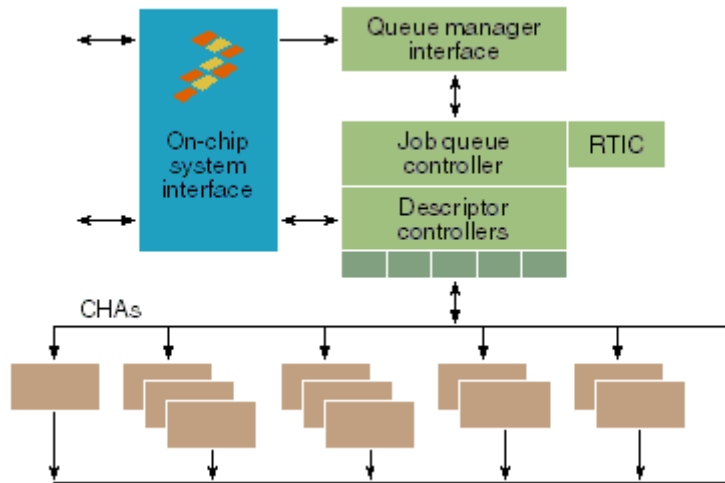 Queue manager
interface
On-chip
system
interface
Job queue
controller
RTIC
Descriptor
controllers
CHAs